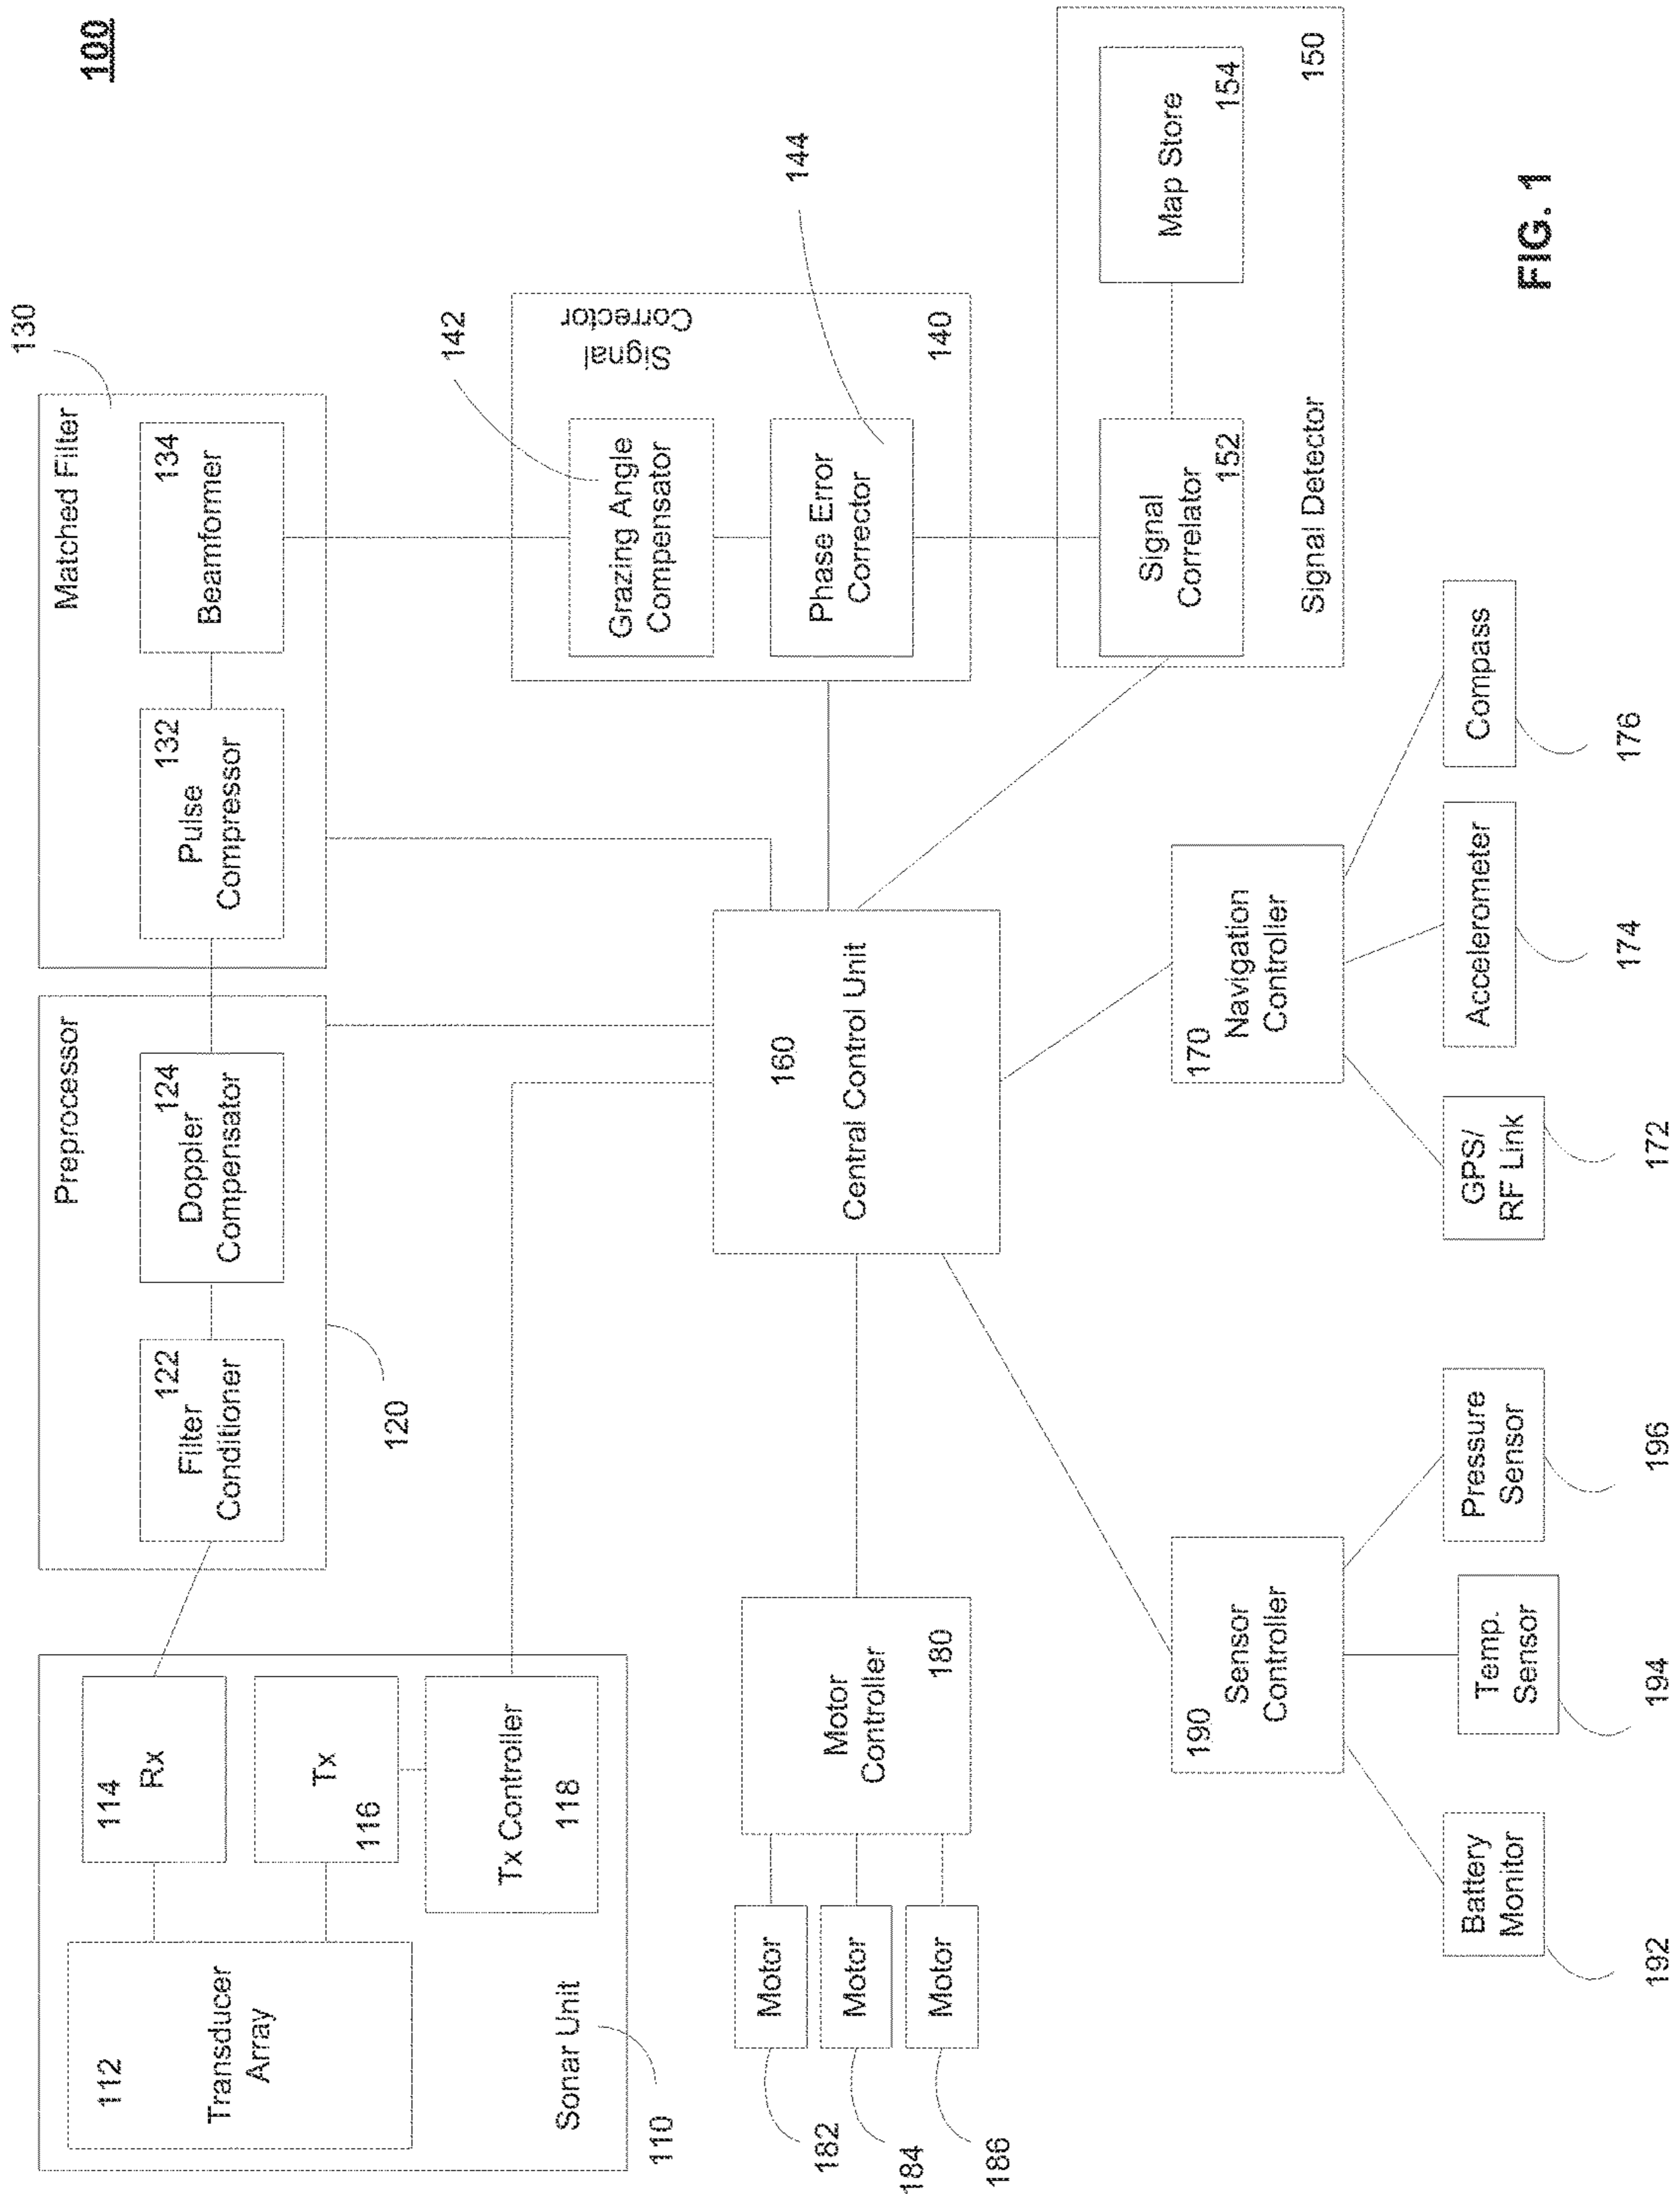 100
112
Transducer
Array
114
Rx
Tx
116
Tx Controller
118
Sonar Unit
110
Preprocessor
122
Filter
Conditioner
124
Doppler
Compensator
120
Matched Filter
130
132
Pulse
Compressor
134
Beamformer
142
Grazing Angle
Compensator
Signal
Corrector
144
Phase Error
Corrector
140
Signal
Correlator
152
Map Store
154
Signal Detector
150
160
Central Control Unit
Motor
Controller
180
Motor
182
Motor
184
Motor
186
190
Sensor
Controller
Battery
Monitor
192
Temp.
Sensor
194
Pressure
Sensor
196
170
Navigation
Controller
GPS/
RF Link
172
Accelerometer
174
Compass
176
FIG. 1